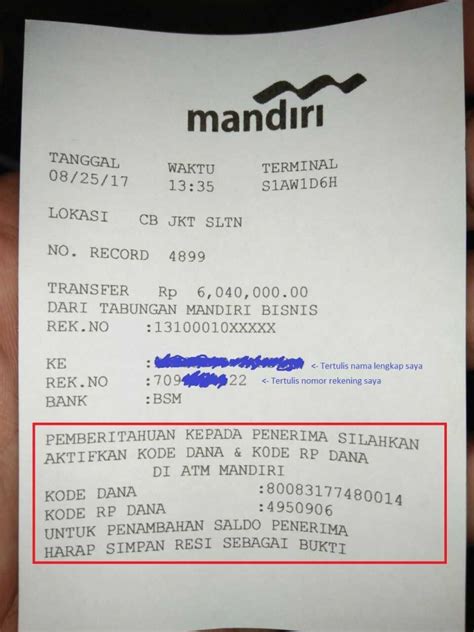 mandiri
TANGGAL WAKTU TERMINAL
08/25/17 13:35 S1AW1D6H
LOKASI CB JKT SLTN
NO. RECORD 4899
TRANSFER Rp 6,040,000.00
DARI TABUNGAN MANDIRI BISNIS
REK.NO :13100010XXXXX
KE : <- Tertulis nama lengkap saya
REK.NO :709 22 <- Tertulis nomor rekening saya
BANK :BSM
PEMBERITAHUAN KEPADA PENERIMA SILAHKAN
AKTIFKAN KODE DANA & KODE RP DANA
DI ATM MANDIRI
KODE DANA :80083177480014
KODE RP DANA :4950906
UNTUK PENAMBAHAN SALDO PENERIMA
HARAP SIMPAN RESI SEBAGAI BUKTI